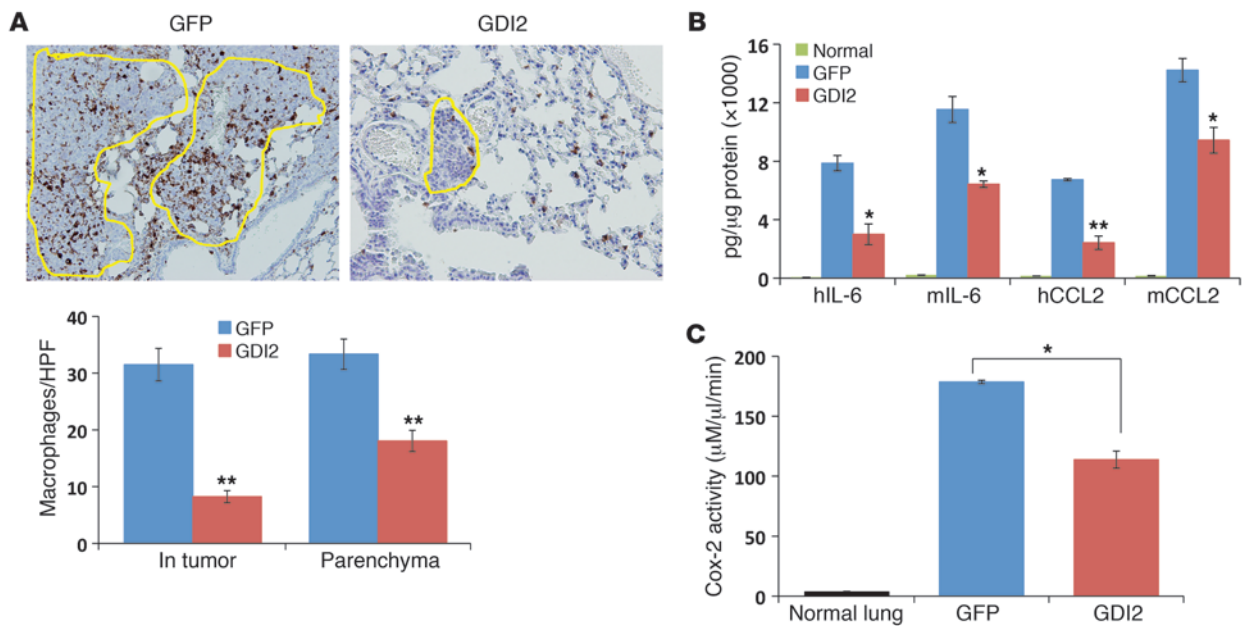 A
GFP
GDI2
40
30
20
10
0
Macrophages/HPF
GFP
GDI2
**
**
In tumor
Parenchyma
B
16
12
8
4
0
pg/μg protein (×1000)
Normal
GFP
GDI2
*
*
**
*
hIL-6
mIL-6
hCCL2
mCCL2
C
200
150
100
50
0
Cox-2 activity (μM/μl/min)
*
Normal lung
GFP
GDI2